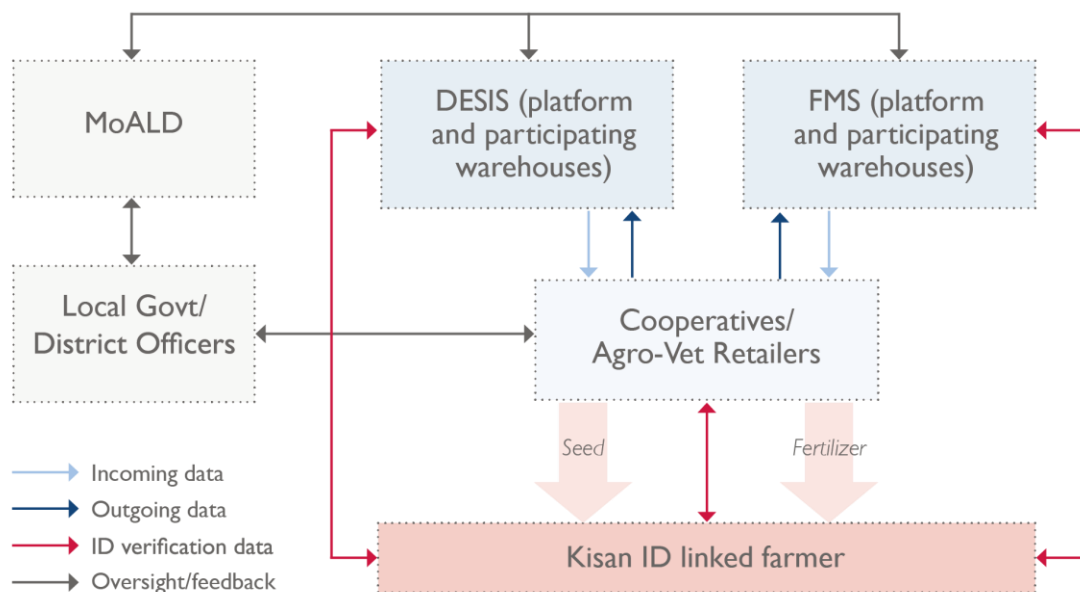 MoALD
DESIS (platform
and participating
warehouses)
FMS (platform
and participating
warehouses)
Local Govt/
District Officers
Cooperatives/
Agro-Vet Retailers
Seed
Fertilizer
Kisan ID linked farmer
Incoming data
Outgoing data
ID verification data
Oversight/feedback